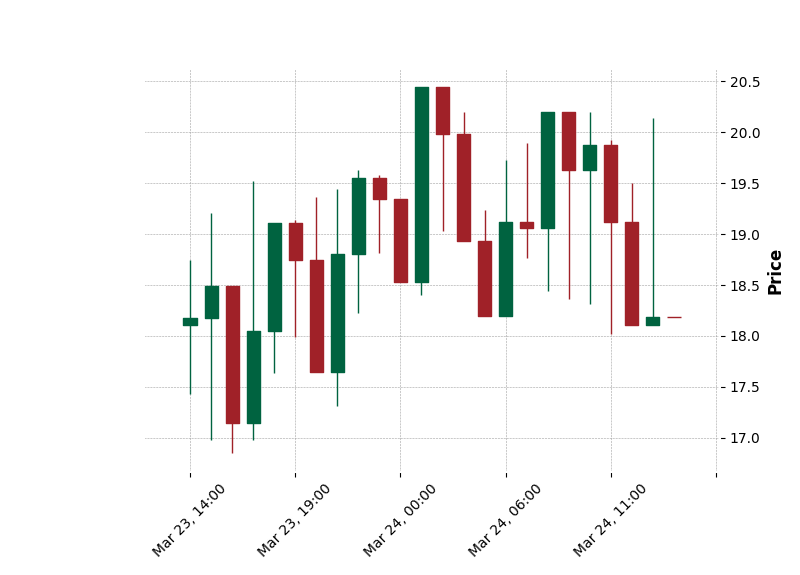 20.5
20.0
19.5
19.0
18.5
18.0
17.5
17.0
Price
Mar 23, 14:00
Mar 23, 19:00
Mar 24, 00:00
Mar 24, 06:00
Mar 24, 11:00